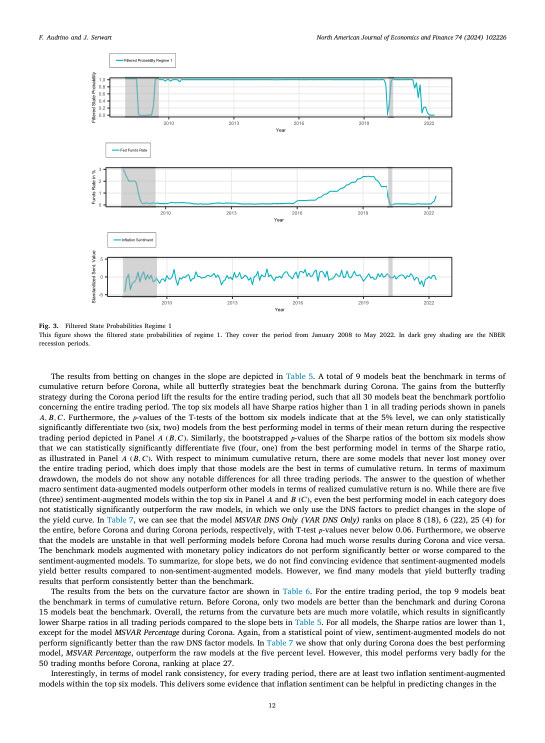 F. Audrino and J. Serwart
North American Journal of Economics and Finance 74 (2024) 102226
Filtered Probability Regime 1
Filtered State Probability
1.0
0.8
0.6
0.4
0.2
0.0
2010
2013
2016
2019
2022
Year
Fed Funds Rate
Funds Rate in %
3
2
1
0
2010
2013
2016
2019
2022
Year
Inflation Sentiment
Standardized Sent. Value
5
0
-5
2010
2013
2016
2019
2022
Year
Fig. 3. Filtered State Probabilities Regime 1
This figure shows the filtered state probabilities of regime 1. They cover the period from January 2008 to May 2022. In dark grey shading are the NBER
recession periods.
The results from betting on changes in the slope are depicted in Table 5. A total of 9 models beat the benchmark in terms of
cumulative return before Corona, while all butterfly strategies beat the benchmark during Corona. The gains from the butterfly
strategy during the Corona period lift the results for the entire trading period, such that all 30 models beat the benchmark portfolio
concerning the entire trading period. The top six models all have Sharpe ratios higher than 1 in all trading periods shown in panels
A, B, C. Furthermore, the p-values of the T-tests of the bottom six models indicate that at the 5% level, we can only statistically
significantly differentiate two (six, two) models from the best performing model in terms of their mean return during the respective
trading period depicted in Panel A (B, C). Similarly, the bootstrapped p-values of the Sharpe ratios of the bottom six models show
that we can statistically significantly differentiate five (four, one) from the best performing model in terms of the Sharpe ratio,
as illustrated in Panel A (B, C). With respect to minimum cumulative return, there are some models that never lost money over
the entire trading period, which does imply that those models are the best in terms of cumulative return. In terms of maximum
drawdown, the models do not show any notable differences for all three trading periods. The answer to the question of whether
macro sentiment data-augmented models outperform other models in terms of realized cumulative return is no. While there are five
(three) sentiment-augmented models within the top six in Panel A and B (C), even the best performing model in each category does
not statistically significantly outperform the raw models, in which we only use the DNS factors to predict changes in the slope of
the yield curve. In Table 7, we can see that the model MSVAR DNS Only (VAR DNS Only) ranks on place 8 (18), 6 (22), 25 (4) for
the entire, before Corona and during Corona periods, respectively, with T-test p-values never below 0.06. Furthermore, we observe
that the models are unstable in that well performing models before Corona had much worse results during Corona and vice versa.
The benchmark models augmented with monetary policy indicators do not perform significantly better or worse compared to the
sentiment-augmented models. To summarize, for slope bets, we do not find convincing evidence that sentiment-augmented models
yield better results compared to non-sentiment-augmented models. However, we find many models that yield butterfly trading
results that perform consistently better than the benchmark.
The results from the bets on the curvature factor are shown in Table 6. For the entire trading period, the top 9 models beat
the benchmark in terms of cumulative return. Before Corona, only two models are better than the benchmark and during Corona
15 models beat the benchmark. Overall, the returns from the curvature bets are much more volatile, which results in significantly
lower Sharpe ratios in all trading periods compared to the slope bets in Table 5. For all models, the Sharpe ratios are lower than 1,
except for the model MSVAR Percentage during Corona. Again, from a statistical point of view, sentiment-augmented models do not
perform significantly better than the raw DNS factor models. In Table 7 we show that only during Corona does the best performing
model, MSVAR Percentage, outperform the raw models at the five percent level. However, this model performs very badly for the
50 trading months before Corona, ranking at place 27.
Interestingly, in terms of model rank consistency, for every trading period, there are at least two inflation sentiment-augmented
models within the top six models. This delivers some evidence that inflation sentiment can be helpful in predicting changes in the
12